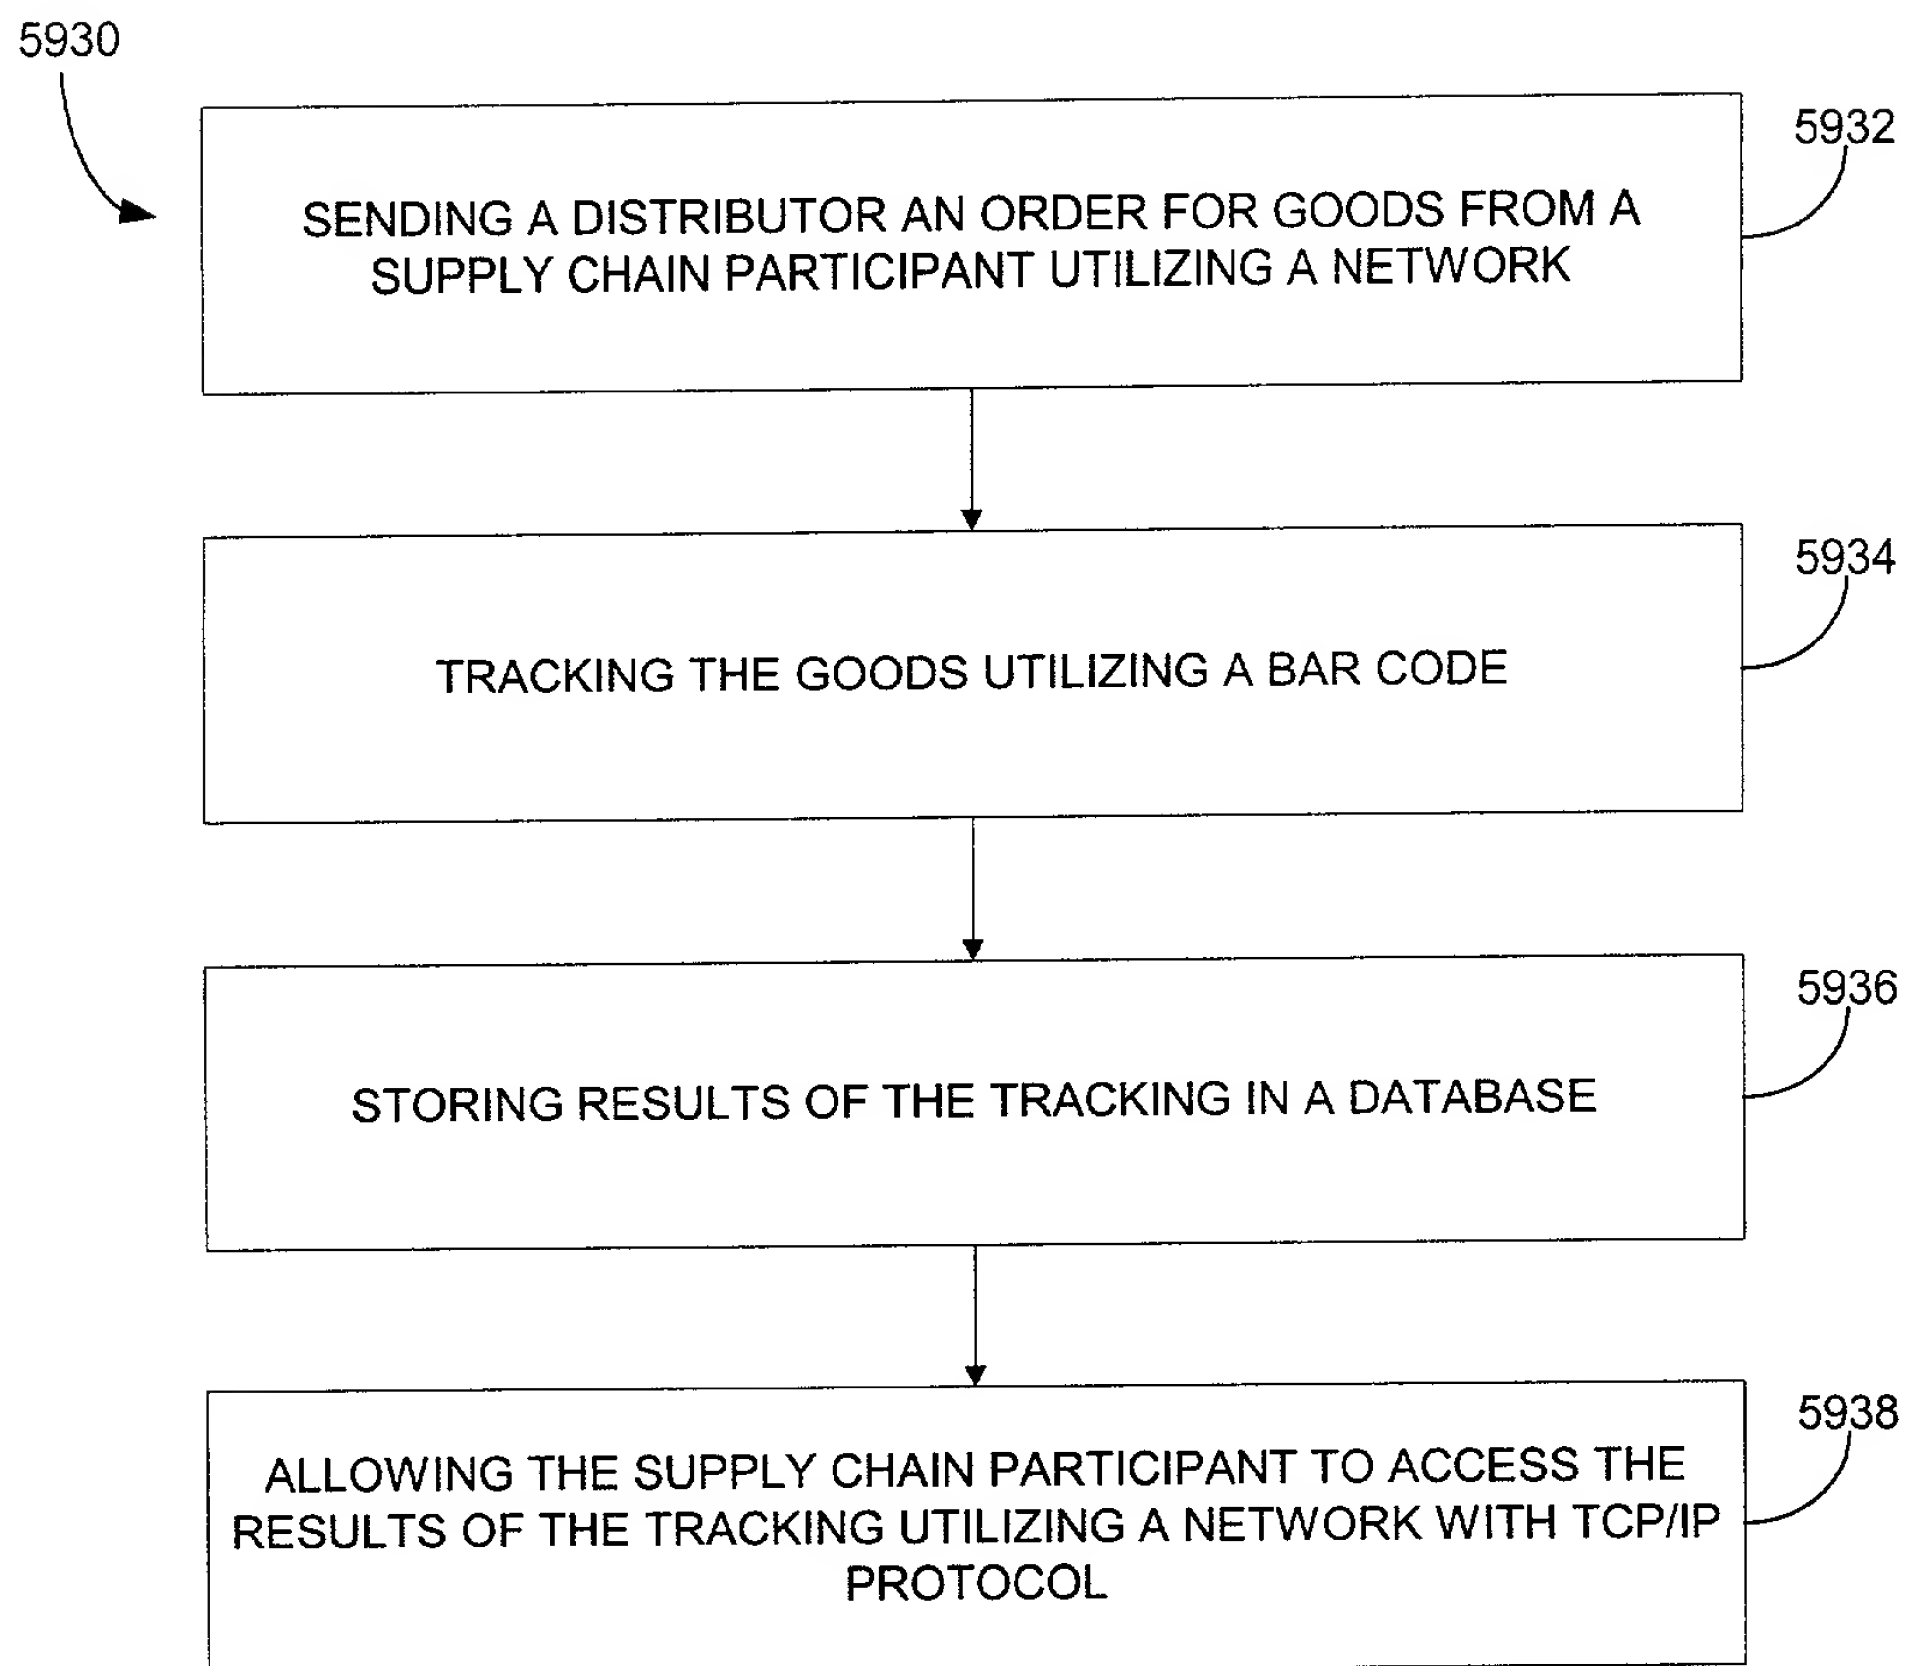 5930
5932
SENDING A DISTRIBUTOR AN ORDER FOR GOODS FROM A
SUPPLY CHAIN PARTICIPANT UTILIZING A NETWORK
5934
TRACKING THE GOODS UTILIZING A BAR CODE
5936
STORING RESULTS OF THE TRACKING IN A DATABASE
5938
ALLOWING THE SUPPLY CHAIN PARTICIPANT TO ACCESS THE
RESULTS OF THE TRACKING UTILIZING A NETWORK WITH TCP/IP
PROTOCOL